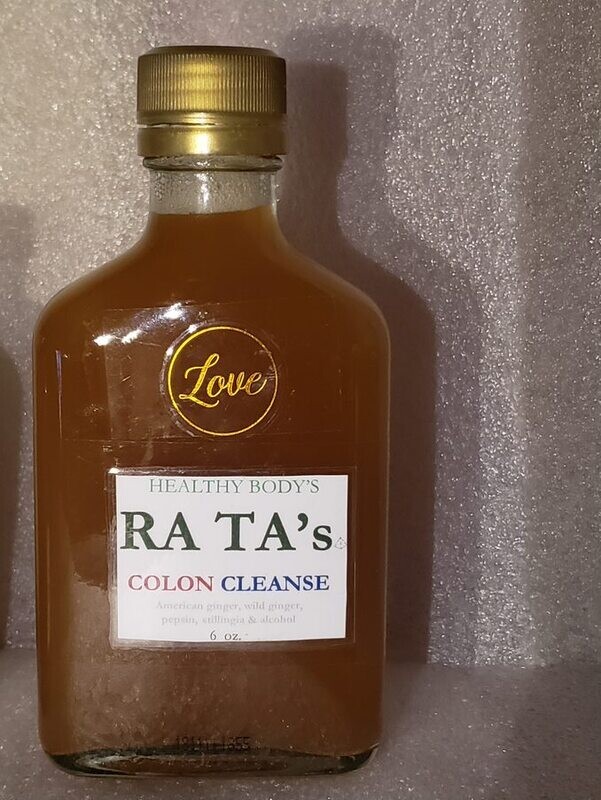 Love
HEALTHY BODY'S
RA TA's
COLON CLEANSE
American ginger, wild ginger,
pepsin, stillingia & alcohol
6 oz.